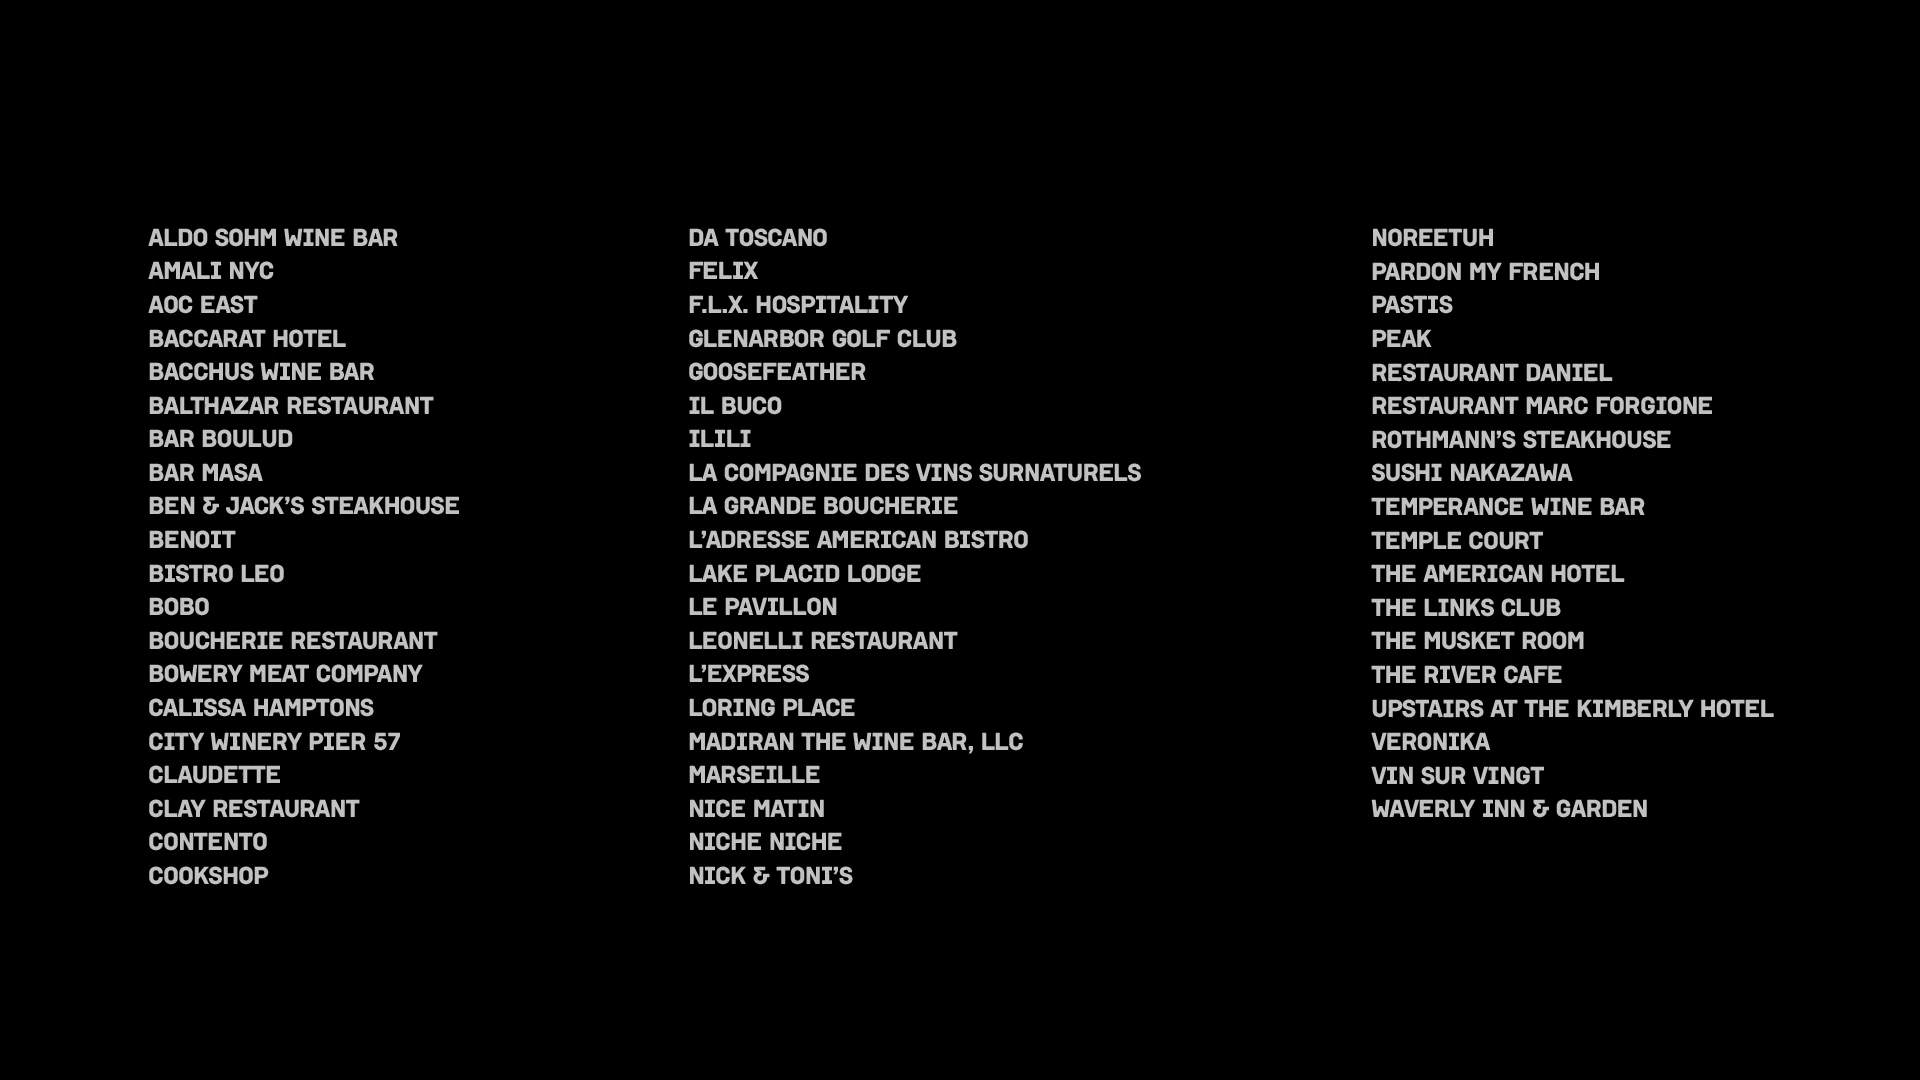 ALDO SOHM WINE BAR
AMALI NYC
AOC EAST
BACCARAT HOTEL
BACCHUS WINE BAR
BALTHAZAR RESTAURANT
BAR BOULUD
BAR MASA
BEN & JACK’S STEAKHOUSE
BENOIT
BISTRO LEO
BOBO
BOUCHERIE RESTAURANT
BOWERY MEAT COMPANY
CALISSA HAMPTONS
CITY WINERY PIER 57
CLAUDETTE
CLAY RESTAURANT
CONTENTO
COOKSHOP
DA TOSCANO
FELIX
F.L.X. HOSPITALITY
GLENARBOR GOLF CLUB
GOOSEFEATHER
IL BUCO
ILILI
LA COMPAGNIE DES VINS SURNATURELS
LA GRANDE BOUCHERIE
L’ADRESSE AMERICAN BISTRO
LAKE PLACID LODGE
LE PAVILLON
LEONELLI RESTAURANT
L’EXPRESS
LORING PLACE
MADIRAN THE WINE BAR, LLC
MARSEILLE
NICE MATIN
NICHE NICHE
NICK & TONI’S
NOREETUH
PARDON MY FRENCH
PASTIS
PEAK
RESTAURANT DANIEL
RESTAURANT MARC FORGIONE
ROTHMANN’S STEAKHOUSE
SUSHI NAKAZAWA
TEMPERANCE WINE BAR
TEMPLE COURT
THE AMERICAN HOTEL
THE LINKS CLUB
THE MUSKET ROOM
THE RIVER CAFE
UPSTAIRS AT THE KIMBERLY HOTEL
VERONIKA
VIN SUR VINGT
WAVERLY INN & GARDEN